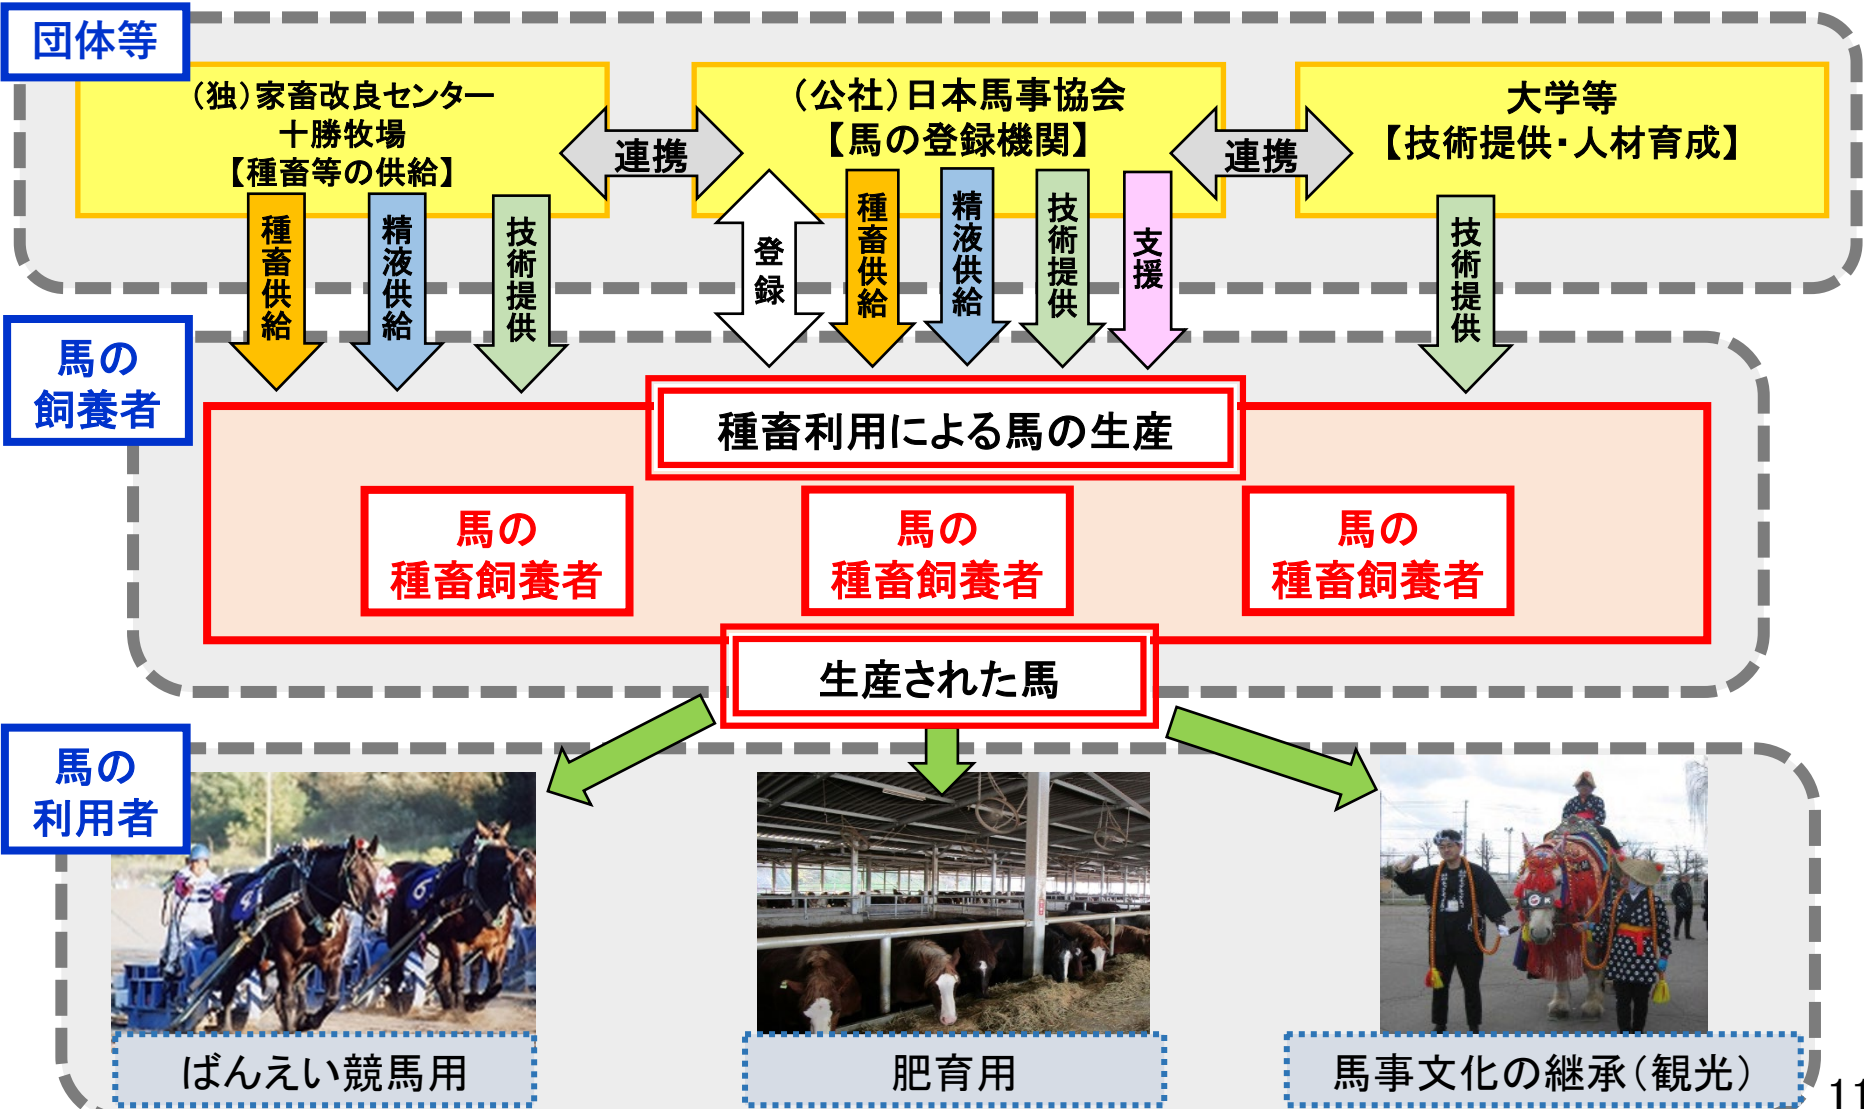 団体等
（独）家畜改良センター
十勝牧場
【種畜等の供給】
連携
（公社）日本馬事協会
【馬の登録機関】
連携
大学等
【技術提供・人材育成】
種畜供給
精液供給
技術提供
登録
種畜供給
精液供給
技術提供
支援
技術提供
馬の
飼養者
種畜利用による馬の生産
馬の
種畜飼養者
馬の
種畜飼養者
馬の
種畜飼養者
生産された馬
馬の
利用者
4
6
ばんえい競馬用
肥育用
馬事文化の継承（観光）
11